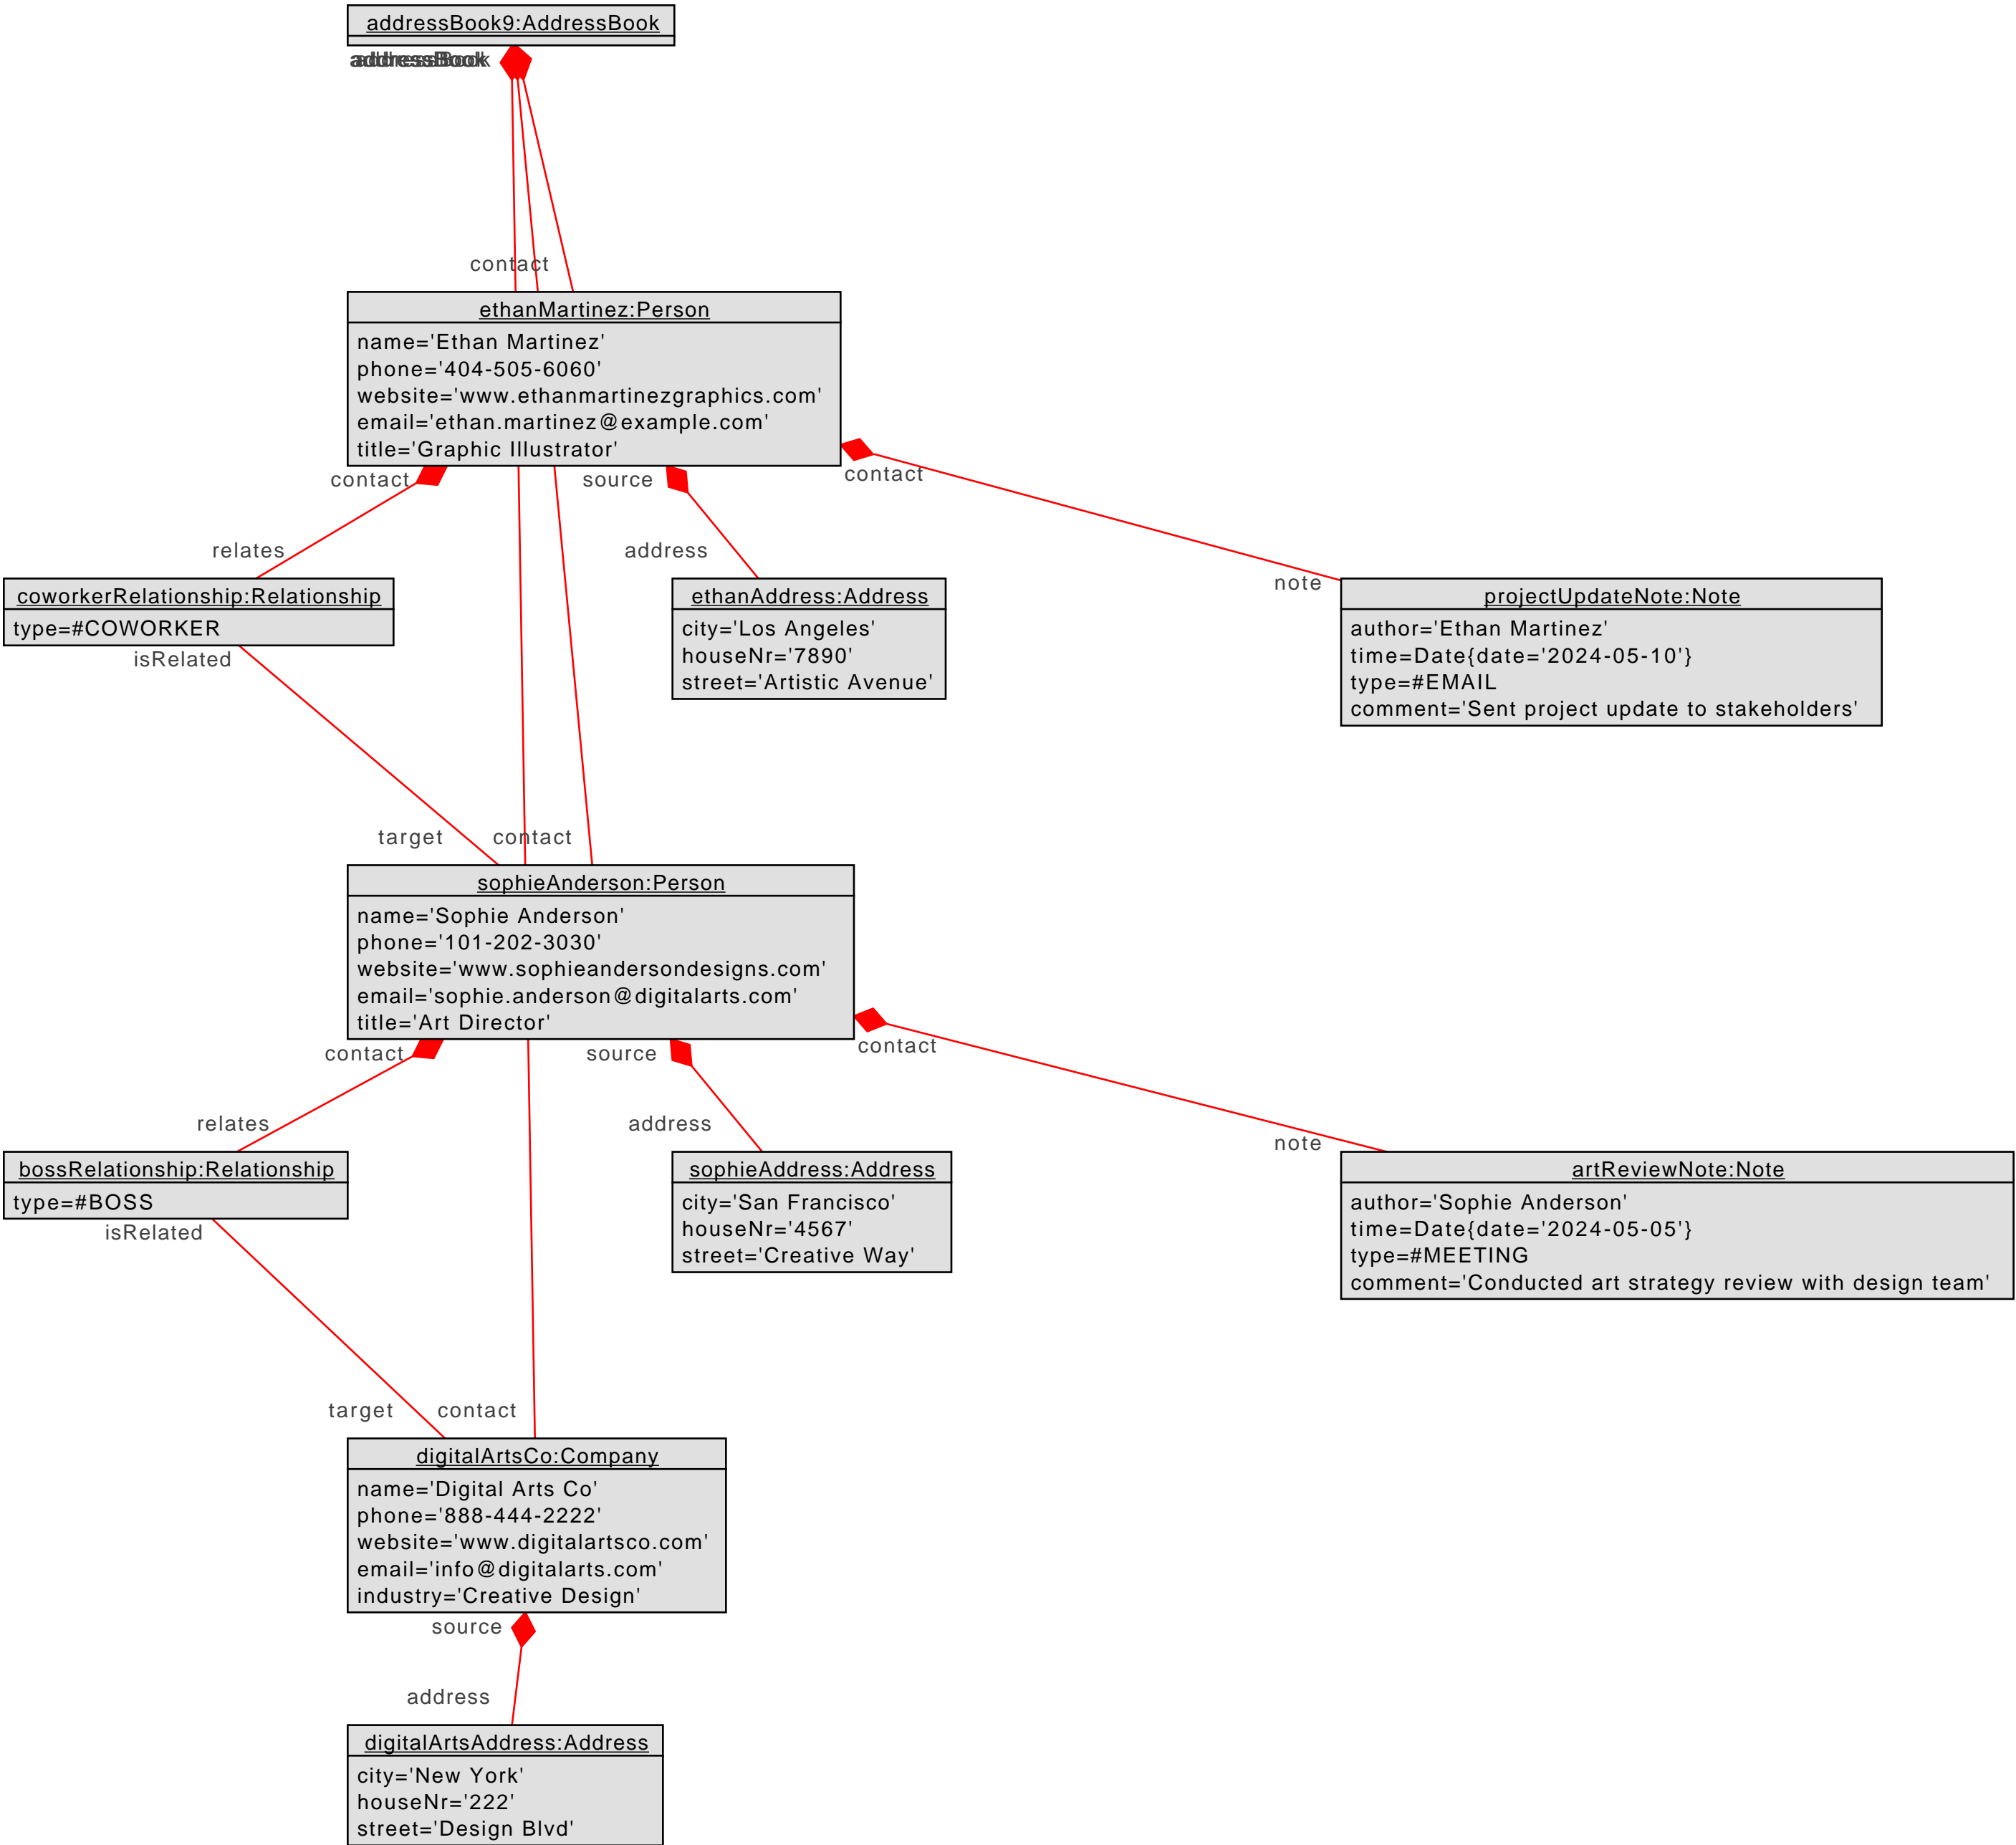 addressBook9:AddressBook
addressBook
contact
ethanMartinez:Person
name='Ethan Martinez'
phone='404-505-6060'
website='www.ethanmartinezgraphics.com'
email='ethan.martinez@example.com'
title='Graphic Illustrator'
contact
source
contact
relates
address
note
coworkerRelationship:Relationship
type=#COWORKER
isRelated
ethanAddress:Address
city='Los Angeles'
houseNr='7890'
street='Artistic Avenue'
projectUpdateNote:Note
author='Ethan Martinez'
time=Date{date='2024-05-10'}
type=#EMAIL
comment='Sent project update to stakeholders'
target
contact
sophieAnderson:Person
name='Sophie Anderson'
phone='101-202-3030'
website='www.sophieandersondesigns.com'
email='sophie.anderson@digitalarts.com'
title='Art Director'
contact
source
contact
relates
address
note
bossRelationship:Relationship
type=#BOSS
isRelated
sophieAddress:Address
city='San Francisco'
houseNr='4567'
street='Creative Way'
artReviewNote:Note
author='Sophie Anderson'
time=Date{date='2024-05-05'}
type=#MEETING
comment='Conducted art strategy review with design team'
target
contact
digitalArtsCo:Company
name='Digital Arts Co'
phone='888-444-2222'
website='www.digitalartsco.com'
email='info@digitalarts.com'
industry='Creative Design'
source
address
digitalArtsAddress:Address
city='New York'
houseNr='222'
street='Design Blvd'